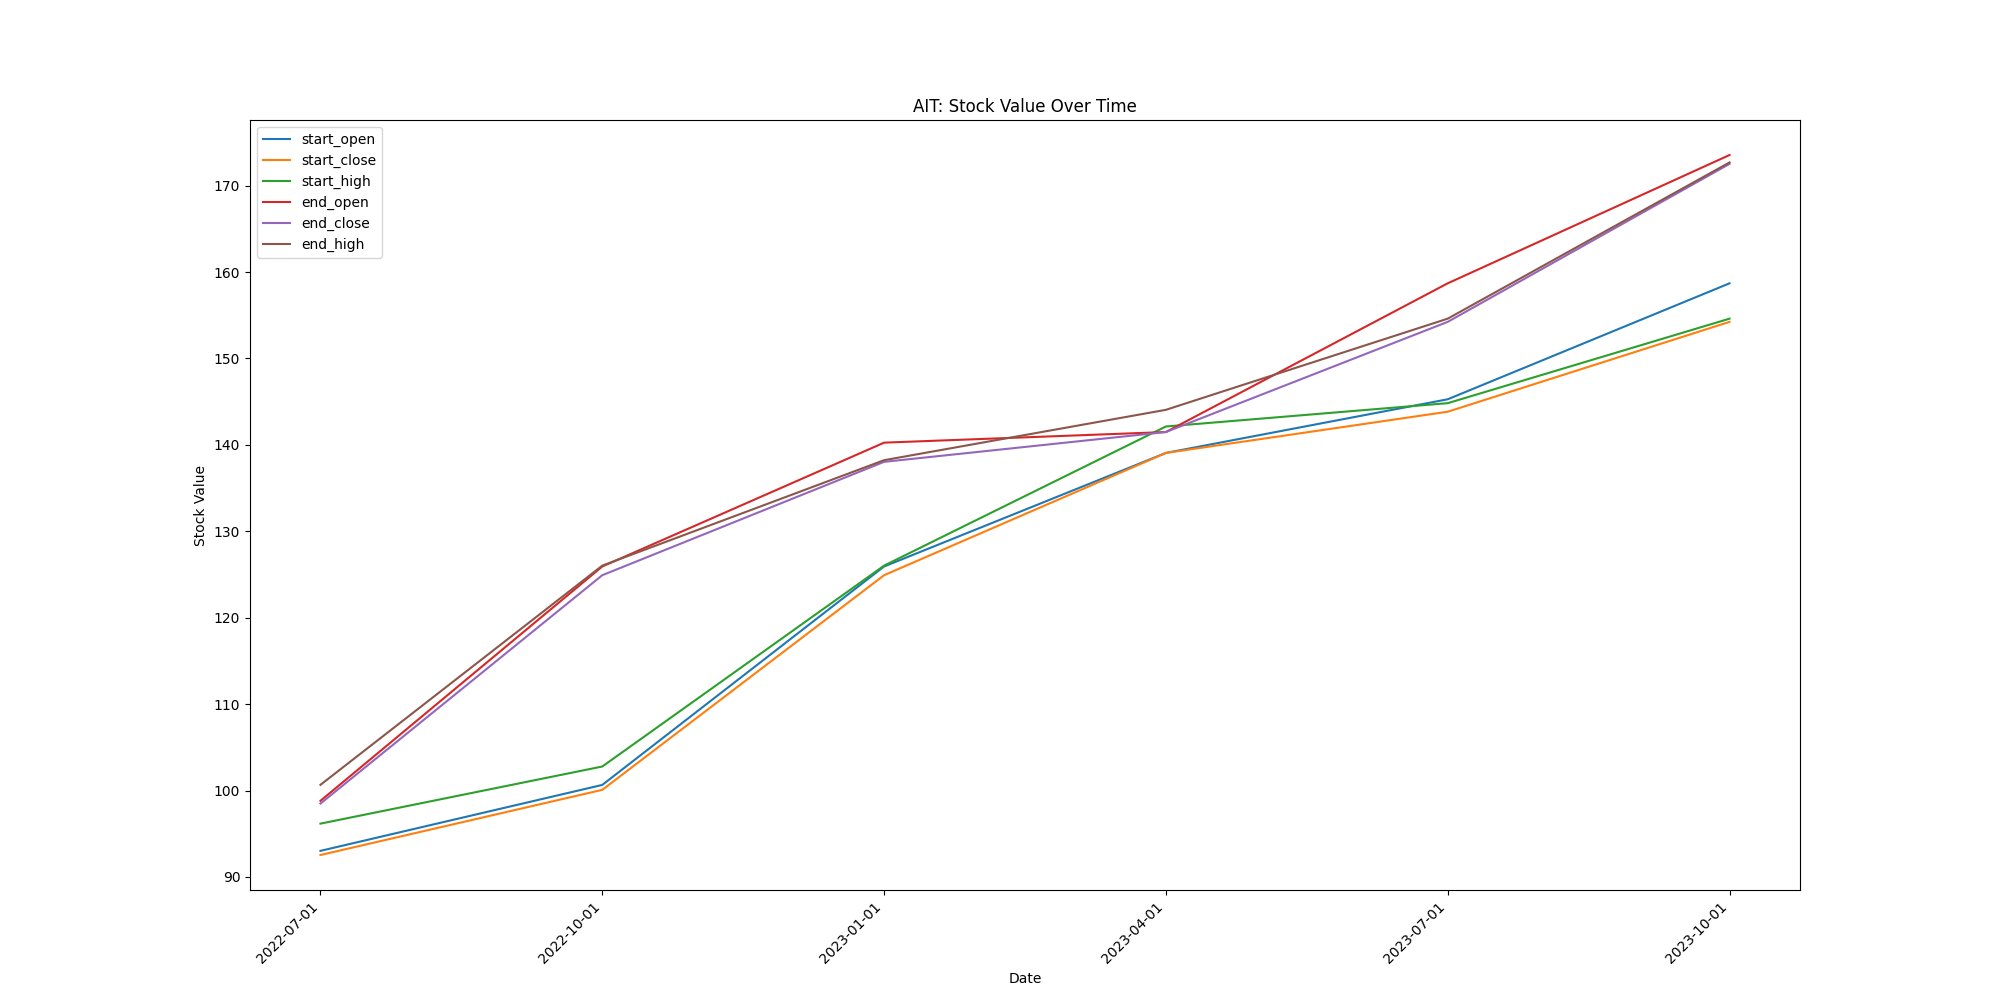 AIT: Stock Value Over Time
start_open
start_close
start_high
end_open
end_close
end_high
170
160
150
140
130
120
110
100
90
Stock Value
2022-07-01
2022-10-01
2023-01-01
2023-04-01
2023-07-01
2023-10-01
Date